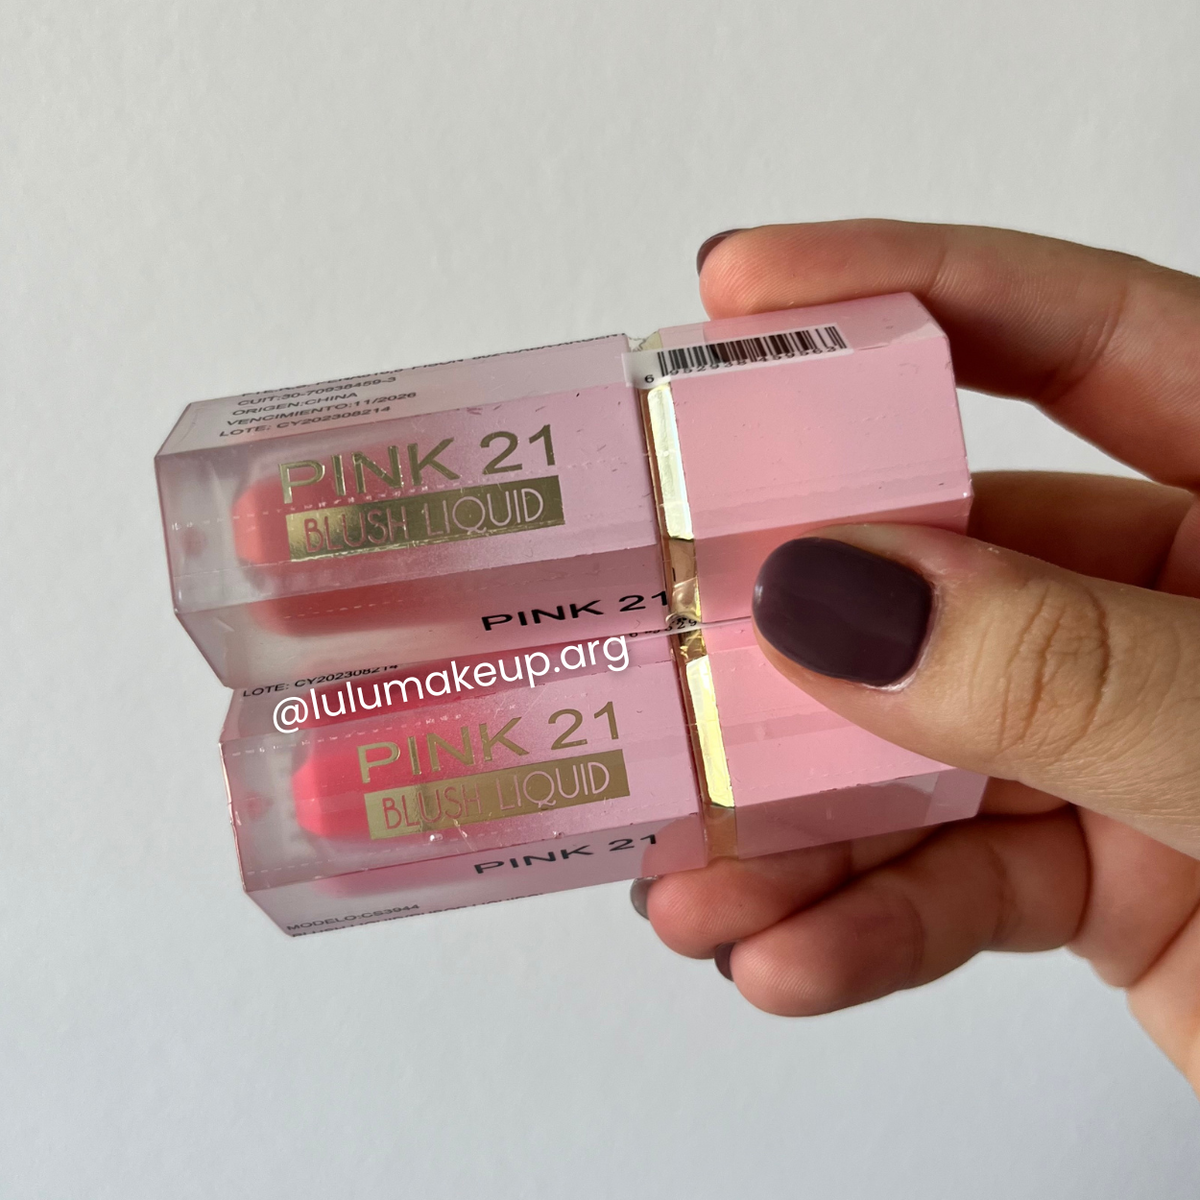 CUIT:30-70938459-3
ORIGEN:CHINA
VENCIMIENTO:11/2026
LOTE: CY202308214
PINK 21
BLUSH LIQUID
PINK 21
LOTE: CY202308214
@lulumakeup.arg
PINK 21
BLUSH LIQUID
PINK 21
MODELO:CS3944